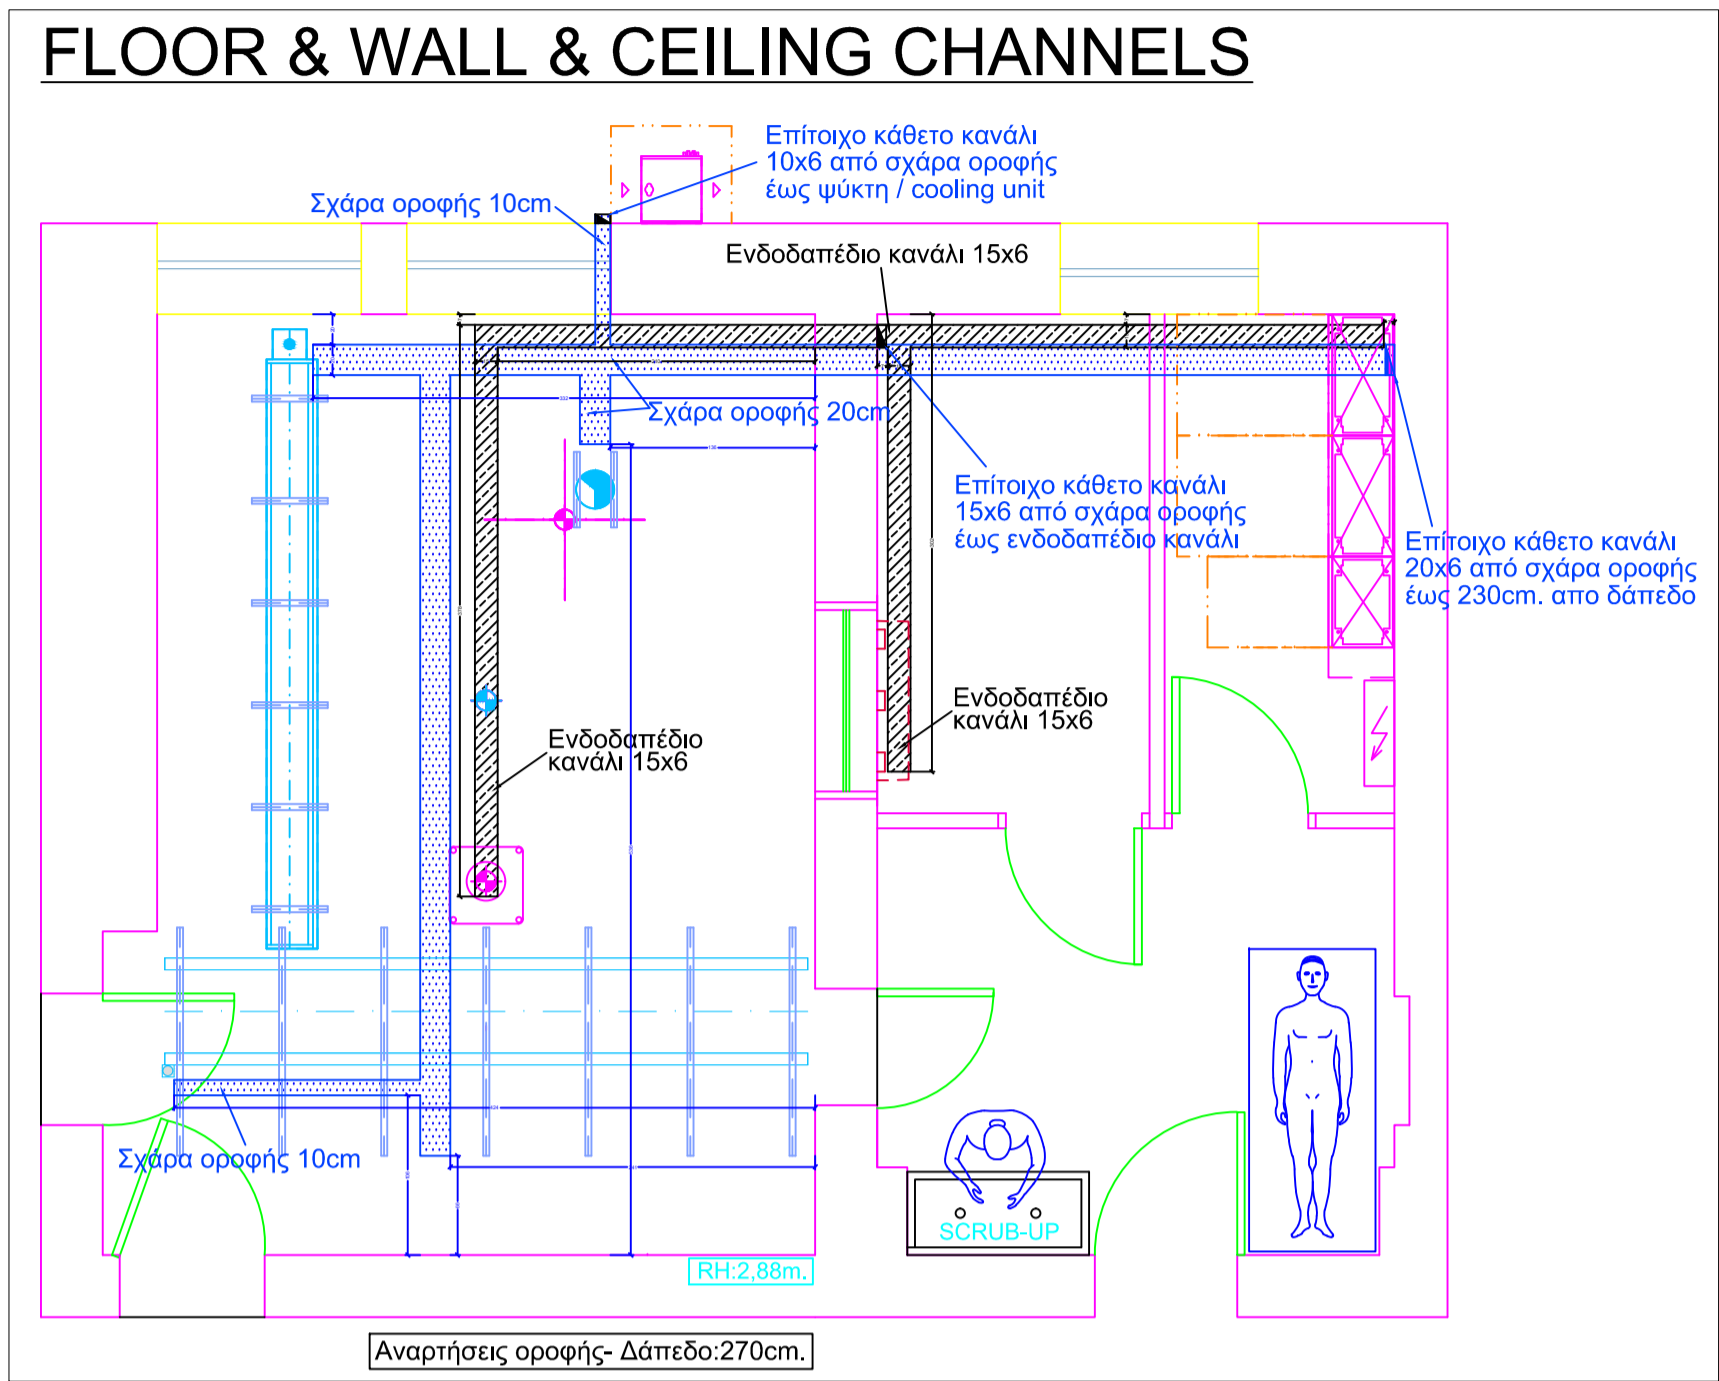 FLOOR & WALL & CEILING CHANNELS
Επίτοιχο κάθετο κανάλι
10x6 από σχάρα οροφής
έως ψύκτη / cooling unit
Σχάρα οροφής 10cm
Ενδοδαπέδιο κανάλι 15x6
Σχάρα οροφής 20cm
Επίτοιχο κάθετο κανάλι
15x6 από σχάρα οροφής
έως ενδοδαπέδιο κανάλι
Επίτοιχο κάθετο κανάλι
20x6 από σχάρα οροφής
έως 230cm. απο δάπεδο
Ενδοδαπέδιο
κανάλι 15x6
Ενδοδαπέδιο
κανάλι 15x6
Σχάρα οροφής 10cm
SCRUB-UP
RH:2,88m.
Αναρτήσεις οροφής- Δάπεδο:270cm.